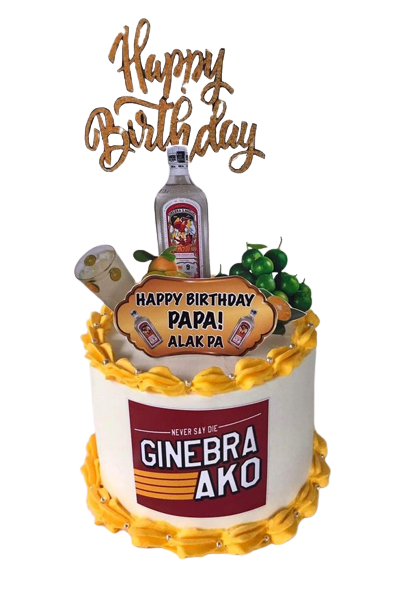 Happy
Birthday
HAPPY BIRTHDAY
PAPA!
ALAK PA
NEVER SAY DIE
GINEBRA
AKO